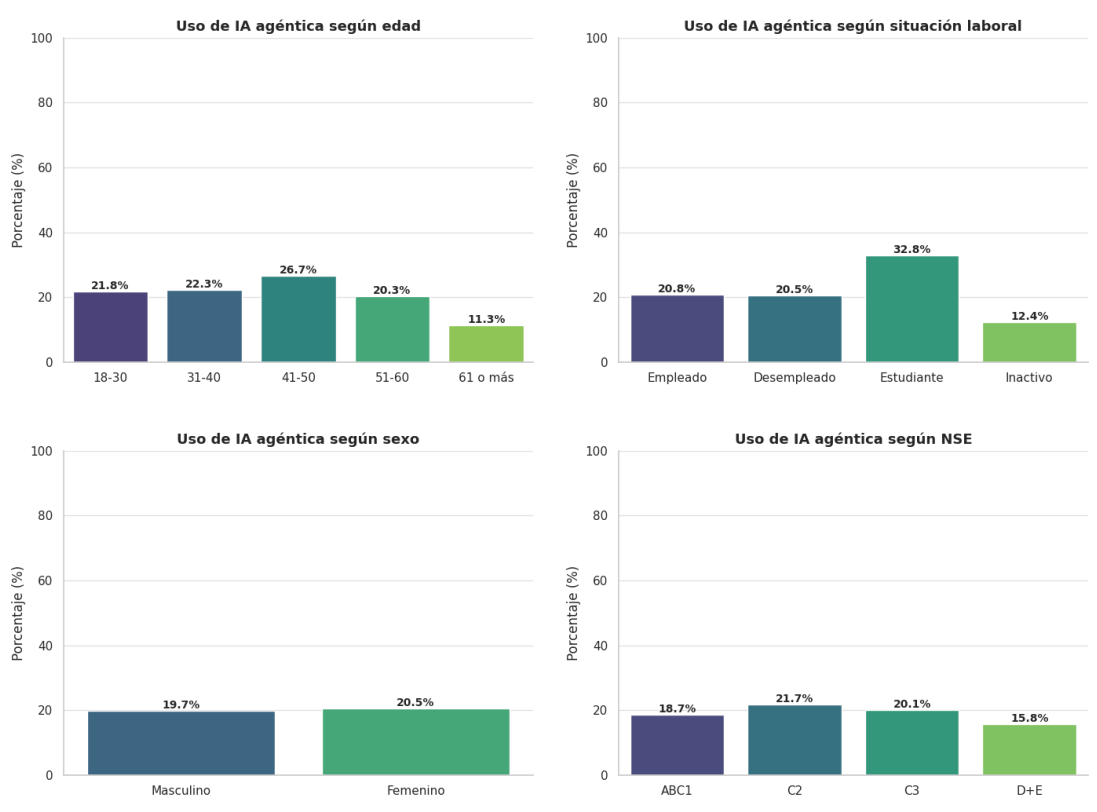 Uso de IA agéntica según edad
Porcentaje (%)
100
80
60
40
20
0
21.8%
22.3%
26.7%
20.3%
11.3%
18-30
31-40
41-50
51-60
61 o más
Uso de IA agéntica según situación laboral
Porcentaje (%)
100
80
60
40
20
0
20.8%
20.5%
32.8%
12.4%
Empleado
Desempleado
Estudiante
Inactivo
Uso de IA agéntica según sexo
Porcentaje (%)
100
80
60
40
20
0
19.7%
20.5%
Masculino
Femenino
Uso de IA agéntica según NSE
Porcentaje (%)
100
80
60
40
20
0
18.7%
21.7%
20.1%
15.8%
ABC1
C2
C3
D+E